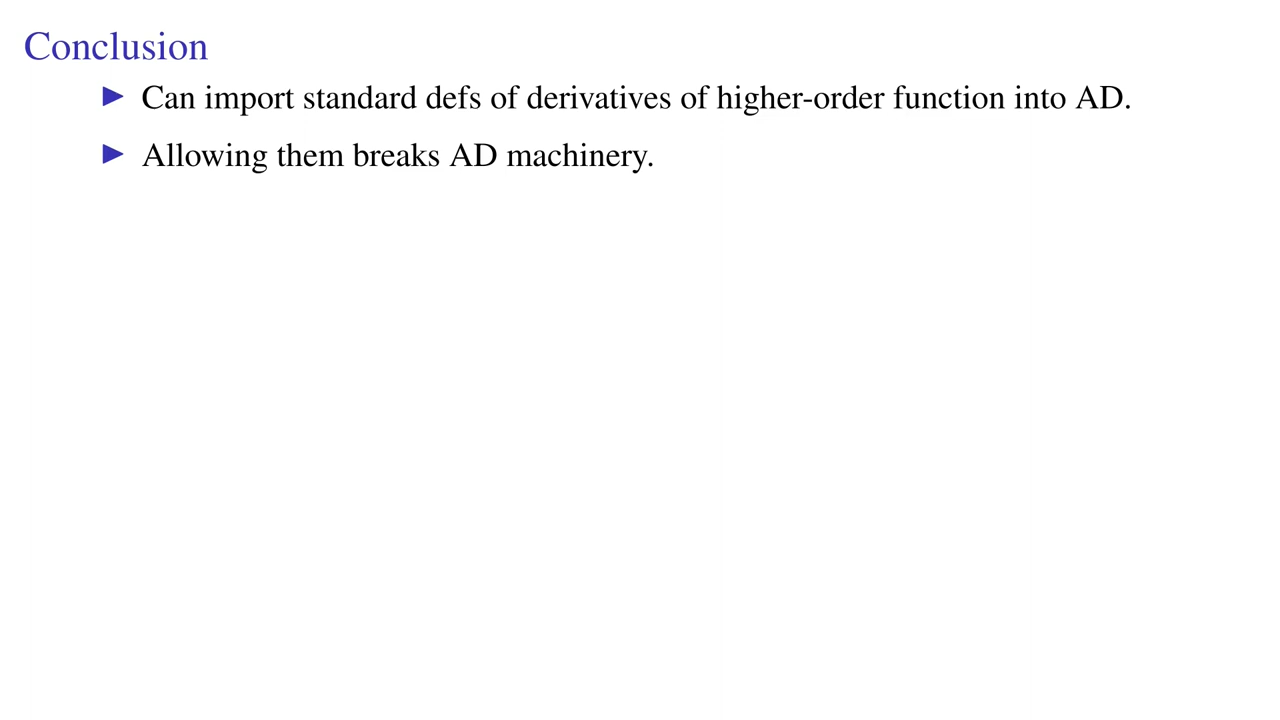 Conclusion
Can import standard defs of derivatives of higher-order function into AD.
Allowing them breaks AD machinery.